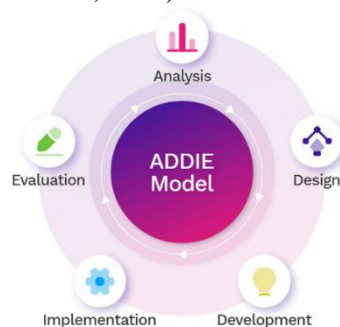 Analysis
ADDIE
Model
Evaluation
Design
Implementation
Development